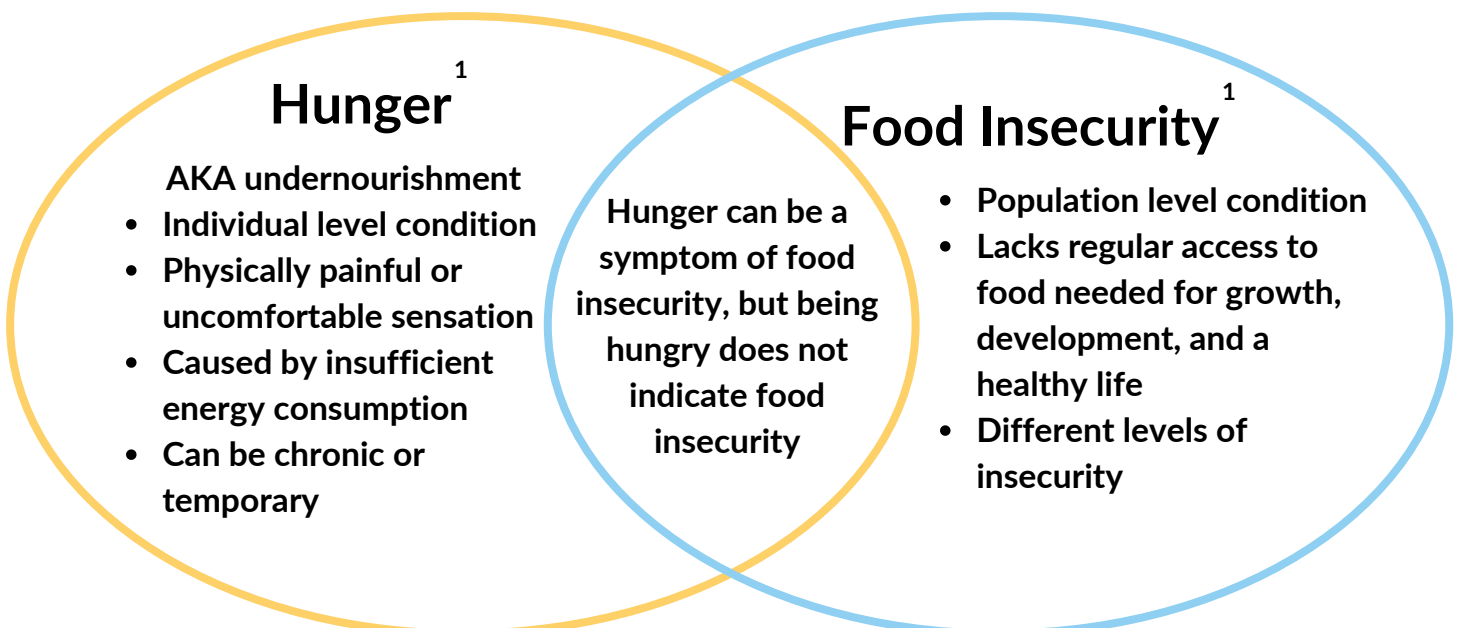 Hunger¹
AKA undernourishment
• Individual level condition
• Physically painful or
uncomfortable sensation
• Caused by insufficient
energy consumption
• Can be chronic or
temporary
Hunger can be a
symptom of food
insecurity, but being
hungry does not
indicate food
insecurity
Food Insecurity¹
• Population level condition
• Lacks regular access to
food needed for growth,
development, and a
healthy life
• Different levels of
insecurity